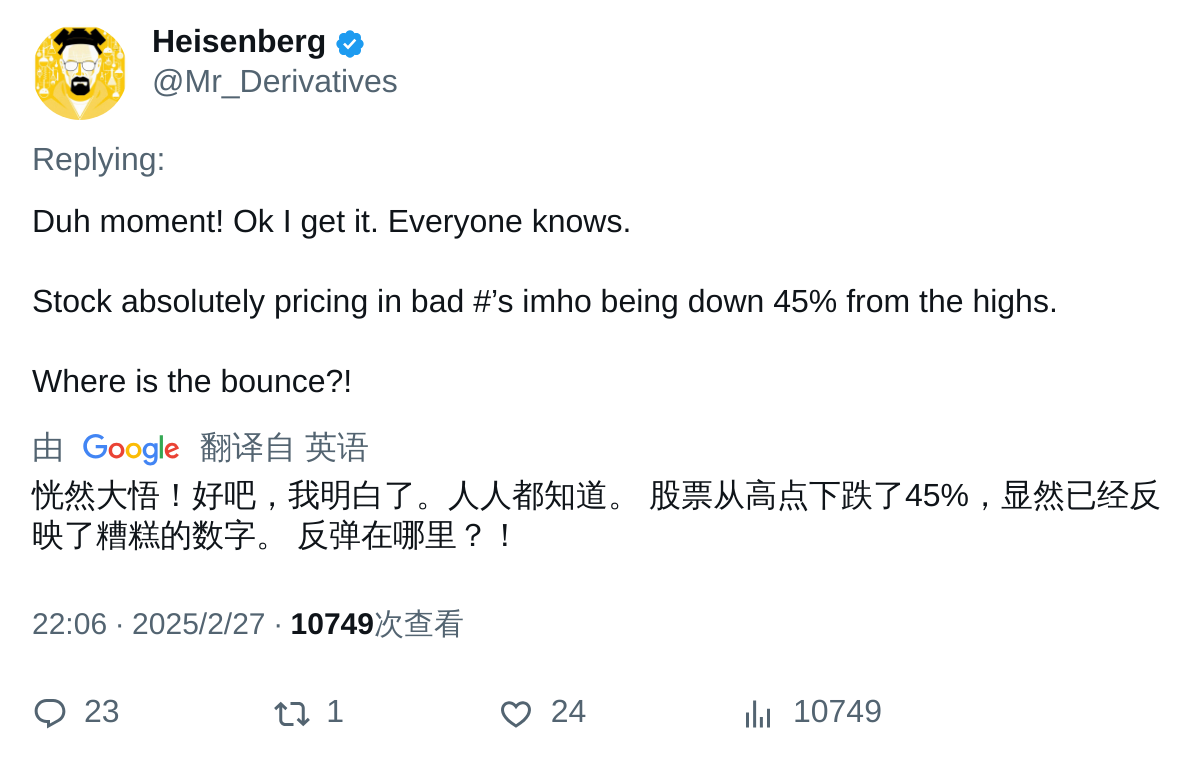 Heisenberg
@Mr_Derivatives
Replying:
Duh moment! Ok I get it. Everyone knows.
Stock absolutely pricing in bad #’s imho being down 45% from the highs.
Where is the bounce?!
由 Google 翻译自 英语
恍然大悟！好吧，我明白了。人人都知道。 股票从高点下跌了45%，显然已经反
映了糟糕的数字。 反弹在哪里？！
22:06 · 2025/2/27 · 10749次查看
23 1 24 10749